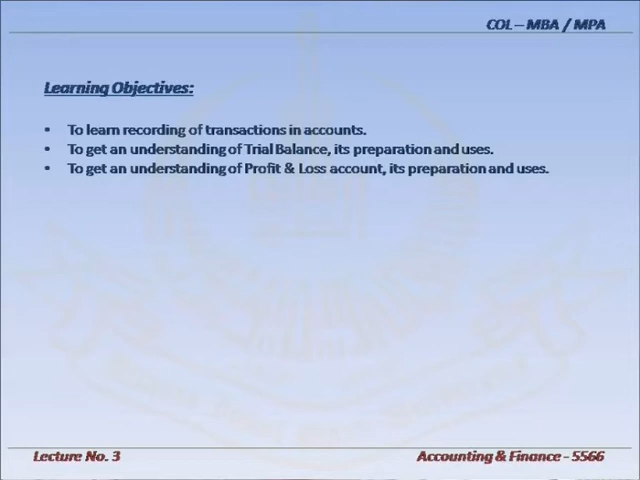 COL – MBA / MPA
Learning Objectives:
• To learn recording of transactions in accounts.
• To get an understanding of Trial Balance, its preparation and uses.
• To get an understanding of Profit & Loss account, its preparation and uses.
Lecture No. 3
Accounting & Finance - 5566